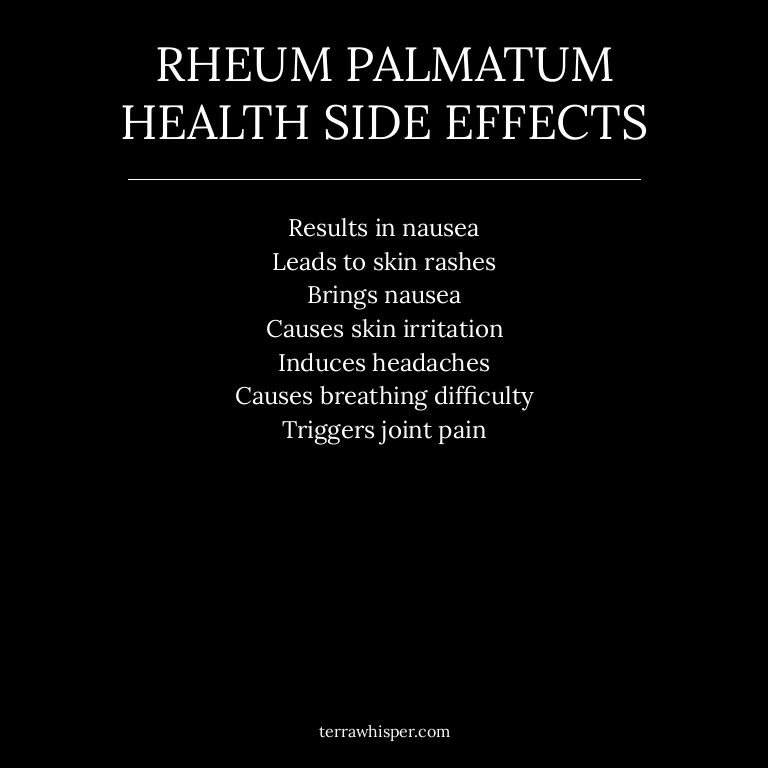 RHEUM PALMATUM
HEALTH SIDE EFFECTS
Results in nausea
Leads to skin rashes
Brings nausea
Causes skin irritation
Induces headaches
Causes breathing difficulty
Triggers joint pain
terrawhisper.com